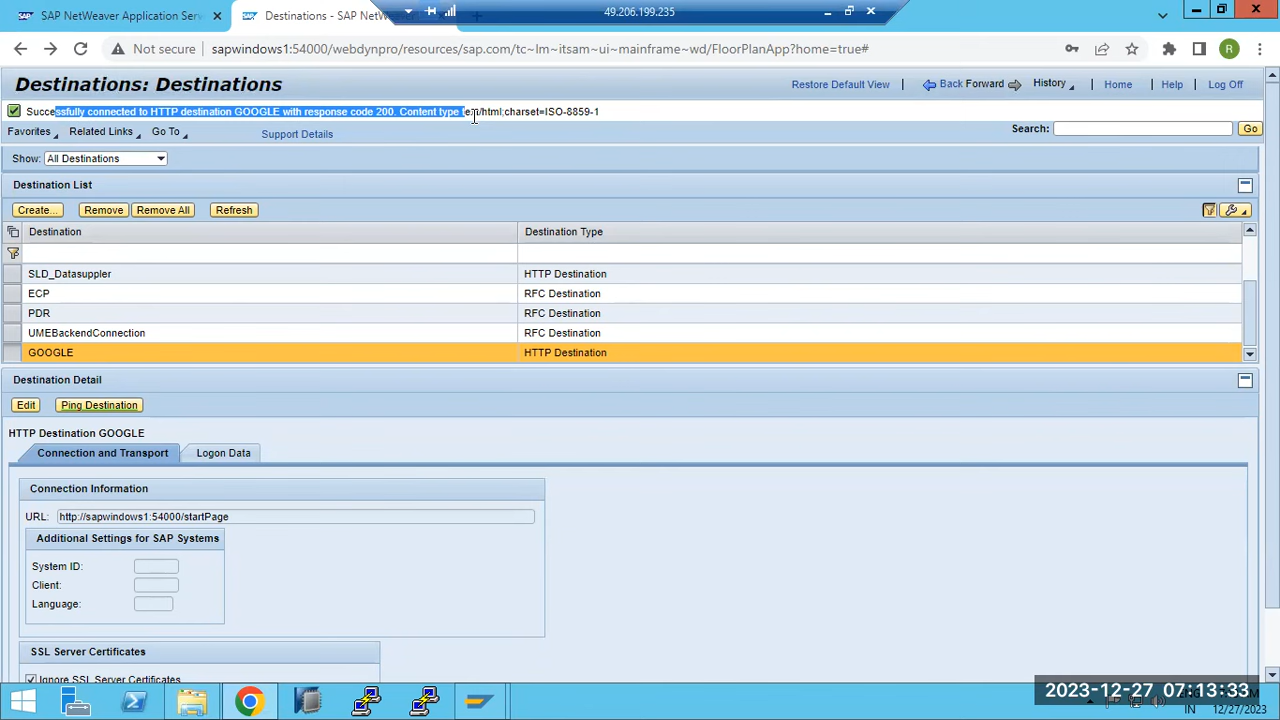 SAP NetWeaver Application Serv
Destinations - SAP NetWeaver
49.206.199.235
Not secure
sapwindows1:54000/webdynpro/resources/sap.com/tc~lm~itsam~ui~mainframe~wd/FloorPlanApp?home=true#
R
Destinations: Destinations
Restore Default View
Back Forward
History
Home
Help
Log Off
Successfully connected to HTTP destination GOOGLE with response code 200. Content type text/html;charset=ISO-8859-1
Favorites
Related Links
Go To
Support Details
Search:
Go
Show: All Destinations
Destination List
Create...
Remove
Remove All
Refresh
Destination
Destination Type
SLD_Datasuppler
HTTP Destination
ECP
RFC Destination
PDR
RFC Destination
UMEBackendConnection
RFC Destination
GOOGLE
HTTP Destination
Destination Detail
Edit
Ping Destination
HTTP Destination GOOGLE
Connection and Transport
Logon Data
Connection Information
URL: http://sapwindows1:54000/startPage
Additional Settings for SAP Systems
System ID:
Client:
Language:
SSL Server Certificates
Ignore SSL Server Certificates
2023-12-27 07:13:33
IN
12/27/2023